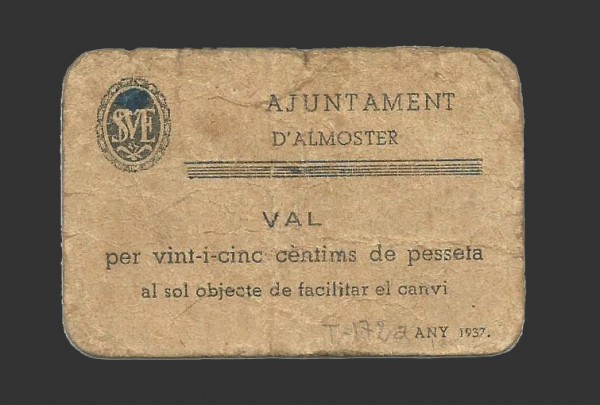 AJUNTAMENT
D'ALMOSTER
VAL
per vint-i-cinc cèntims de pesseta
al sol objecte de facilitar el canvi
ANY 1937.